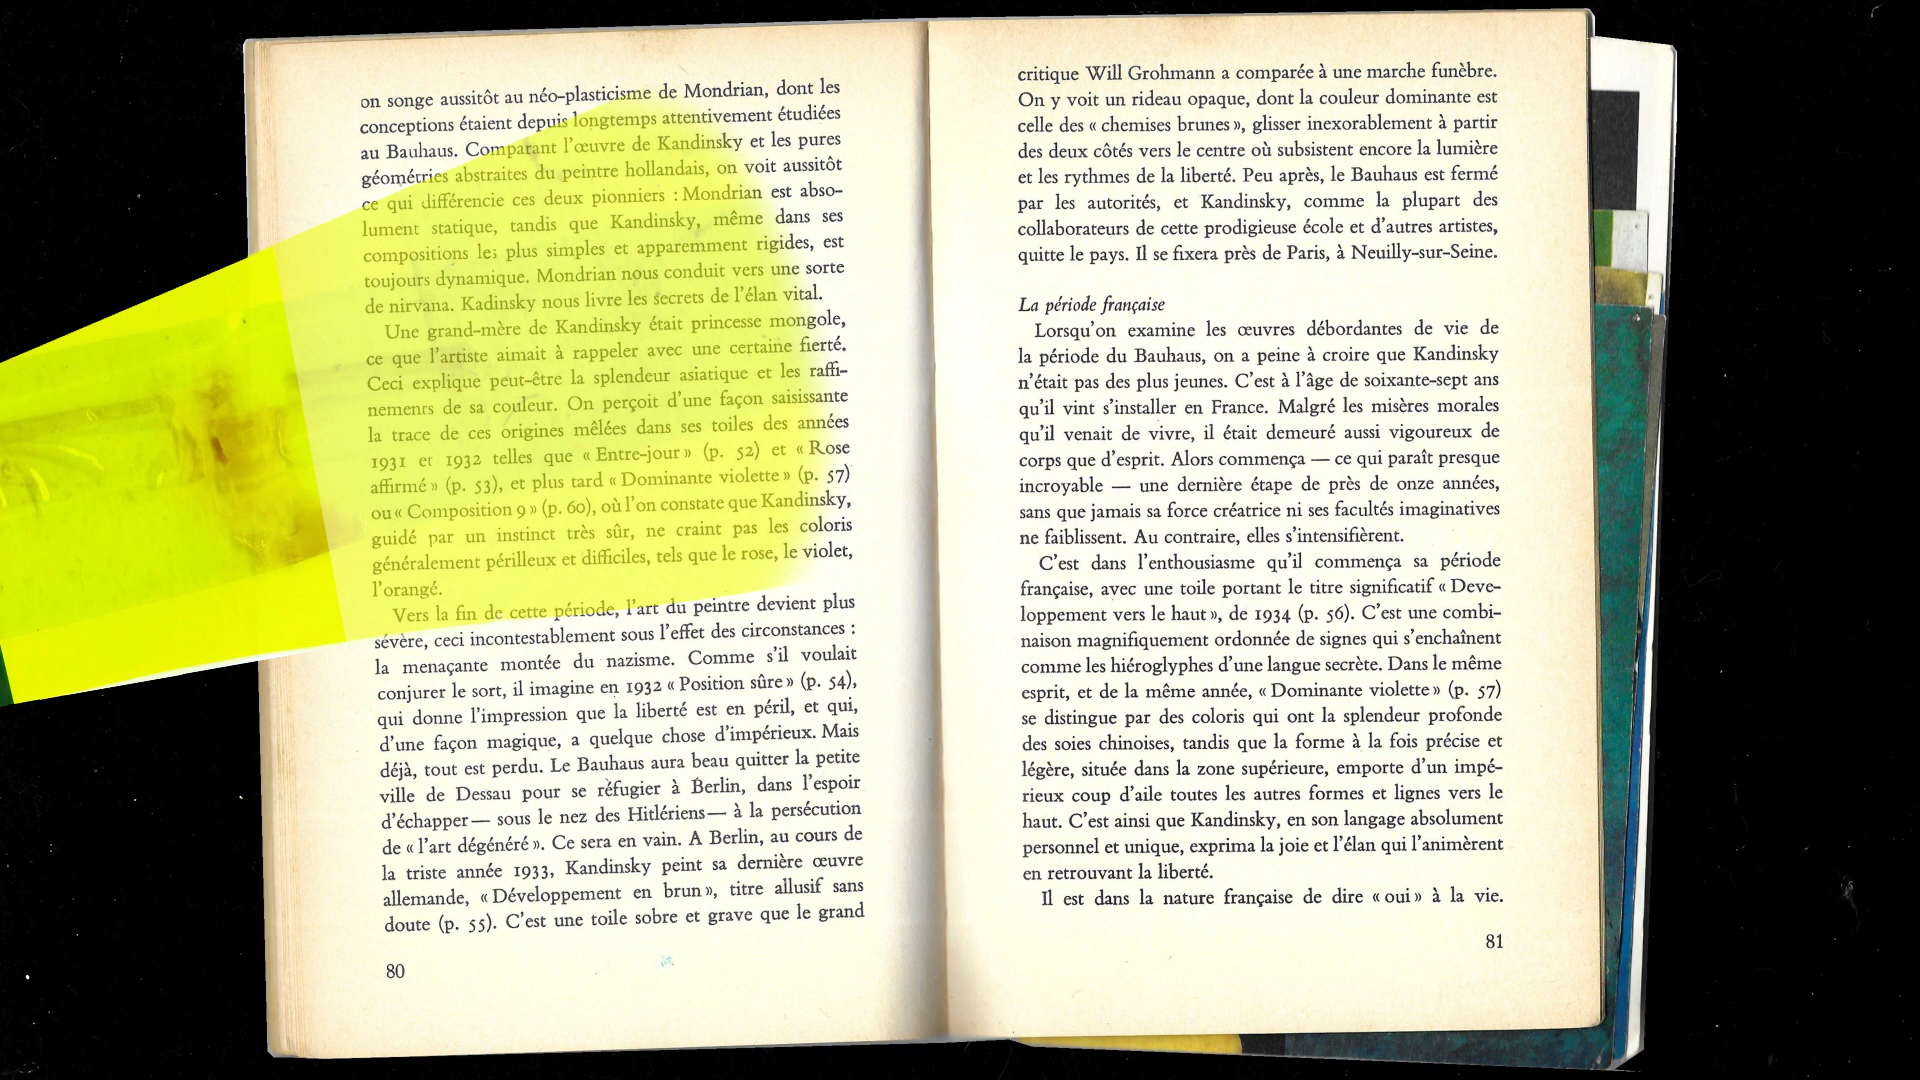 on songe aussitôt au néo-plasticisme de Mondrian, dont les
conceptions étaient depuis longtemps attentivement étudiées
au Bauhaus. Comparant l'œuvre de Kandinsky et les pures
géométries abstraites du peintre hollandais, on voit aussitôt
ce qui différencie ces deux pionniers : Mondrian est abso-
lument statique, tandis que Kandinsky, même dans ses
compositions les plus simples et apparemment rigides, est
toujours dynamique. Mondrian nous conduit vers une sorte
de nirvana. Kadinsky nous livre les secrets de l'élan vital.
Une grand-mère de Kandinsky était princesse mongole,
ce que l'artiste aimait à rappeler avec une certaine fierté.
Ceci explique peut-être la splendeur asiatique et les raffi-
nements de sa couleur. On perçoit d'une façon saisissante
la trace de ces origines mêlées dans ses toiles des années
1931 et 1932 telles que « Entre-jour » (p. 52) et « Rose
affirmé » (p. 53), et plus tard « Dominante violette » (p. 57)
ou « Composition 9 » (p. 60), où l'on constate que Kandinsky,
guidé par un instinct très sûr, ne craint pas les coloris
généralement périlleux et difficiles, tels que le rose, le violet,
l'orangé.
Vers la fin de cette période, l'art du peintre devient plus
sévère, ceci incontestablement sous l'effet des circonstances :
la menaçante montée du nazisme. Comme s'il voulait
conjurer le sort, il imagine en 1932 « Position sûre » (p. 54),
qui donne l'impression que la liberté est en péril, et qui,
d'une façon magique, a quelque chose d'impérieux. Mais
déjà, tout est perdu. Le Bauhaus aura beau quitter la petite
ville de Dessau pour se réfugier à Berlin, dans l'espoir
d'échapper — sous le nez des Hitlériens — à la persécution
de « l'art dégénéré ». Ce sera en vain. A Berlin, au cours de
la triste année 1933, Kandinsky peint sa dernière œuvre
allemande, « Développement en brun », titre allusif sans
doute (p. 55). C'est une toile sobre et grave que le grand
80
critique Will Grohmann a comparée à une marche funèbre.
On y voit un rideau opaque, dont la couleur dominante est
celle des « chemises brunes », glisser inexorablement à partir
des deux côtés vers le centre où subsistent encore la lumière
et les rythmes de la liberté. Peu après, le Bauhaus est fermé
par les autorités, et Kandinsky, comme la plupart des
collaborateurs de cette prodigieuse école et d'autres artistes,
quitte le pays. Il se fixera près de Paris, à Neuilly-sur-Seine.
La période française
Lorsqu'on examine les œuvres débordantes de vie de
la période du Bauhaus, on a peine à croire que Kandinsky
n'était pas des plus jeunes. C'est à l'âge de soixante-sept ans
qu'il vint s'installer en France. Malgré les misères morales
qu'il venait de vivre, il était demeuré aussi vigoureux de
corps que d'esprit. Alors commença — ce qui paraît presque
incroyable — une dernière étape de près de onze années,
sans que jamais sa force créatrice ni ses facultés imaginatives
ne faiblissent. Au contraire, elles s'intensifièrent.
C'est dans l'enthousiasme qu'il commença sa période
française, avec une toile portant le titre significatif « Deve-
loppement vers le haut », de 1934 (p. 56). C'est une combi-
naison magnifiquement ordonnée de signes qui s'enchaînent
comme les hiéroglyphes d'une langue secrète. Dans le même
esprit, et de la même année, « Dominante violette » (p. 57)
se distingue par des coloris qui ont la splendeur profonde
des soies chinoises, tandis que la forme à la fois précise et
légère, située dans la zone supérieure, emporte d'un impé-
rieux coup d'aile toutes les autres formes et lignes vers le
haut. C'est ainsi que Kandinsky, en son langage absolument
personnel et unique, exprima la joie et l'élan qui l'animèrent
en retrouvant la liberté.
Il est dans la nature française de dire « oui » à la vie.
81